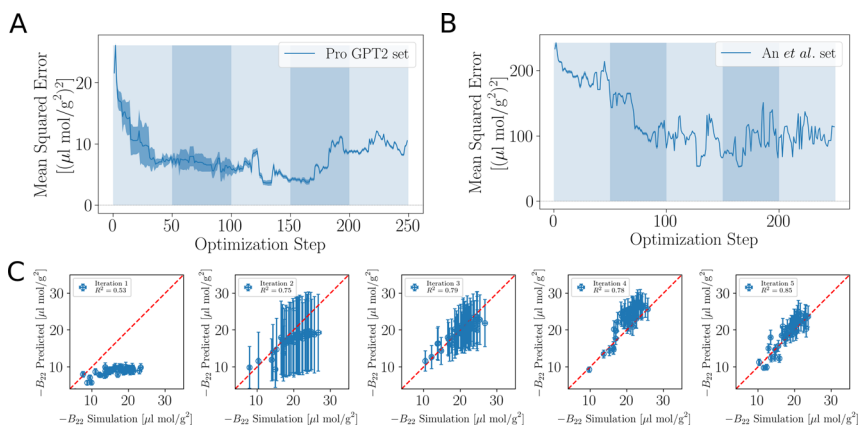 A
Mean Squared Error
[(μl mol/g²)²]
20
10
0
Pro GPT2 set
0 50 100 150 200 250
Optimization Step
B
Mean Squared Error
[(μl mol/g²)²]
200
100
0
An et al. set
0 100 200
Optimization Step
C
−B₂₂ Predicted [μl mol/g²]
30
20
10
Iteration 1
R² = 0.53
10 20 30
−B₂₂ Simulation [μl mol/g²]
−B₂₂ Predicted [μl mol/g²]
30
20
10
Iteration 2
R² = 0.75
10 20 30
−B₂₂ Simulation [μl mol/g²]
−B₂₂ Predicted [μl mol/g²]
30
20
10
Iteration 3
R² = 0.79
10 20 30
−B₂₂ Simulation [μl mol/g²]
−B₂₂ Predicted [μl mol/g²]
30
20
10
Iteration 4
R² = 0.78
10 20 30
−B₂₂ Simulation [μl mol/g²]
−B₂₂ Predicted [μl mol/g²]
30
20
10
Iteration 5
R² = 0.85
10 20 30
−B₂₂ Simulation [μl mol/g²]